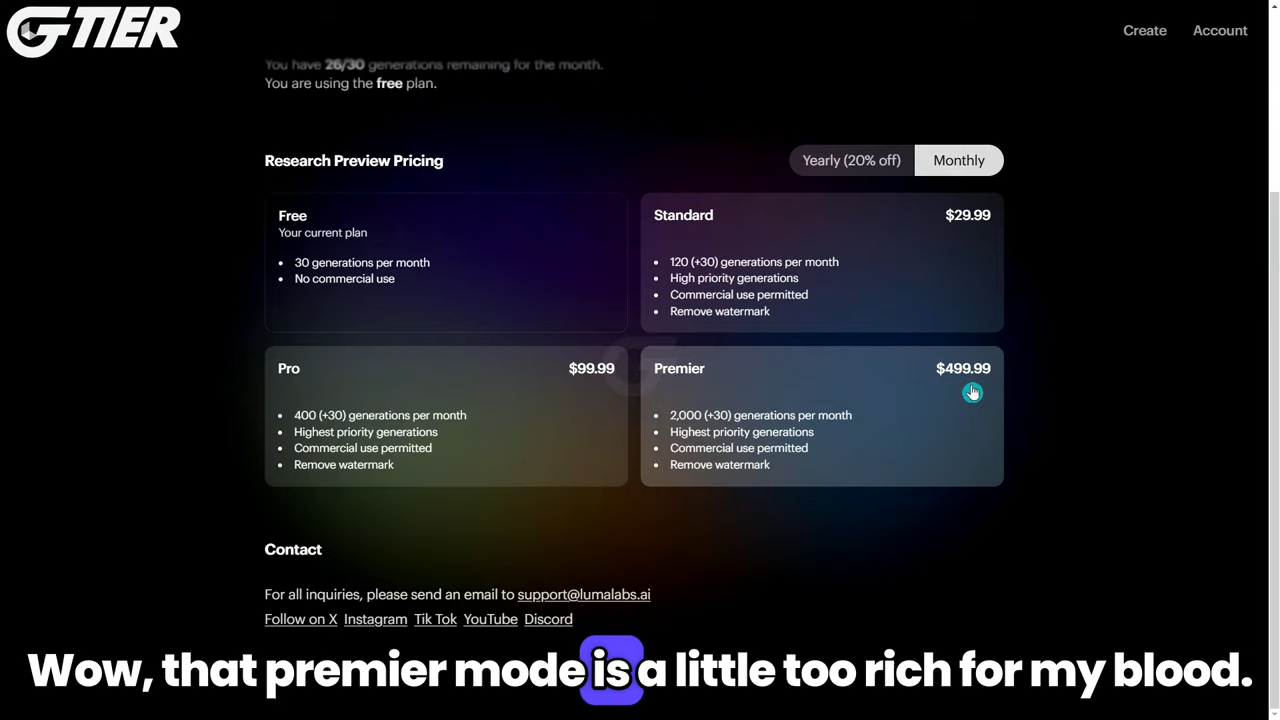 GTIER
Create
Account
You have 26/30 generations remaining for the month.
You are using the free plan.
Research Preview Pricing
Yearly (20% off)
Monthly
Free
Your current plan
• 30 generations per month
• No commercial use
Standard
$29.99
• 120 (+30) generations per month
• High priority generations
• Commercial use permitted
• Remove watermark
Pro
$99.99
• 400 (+30) generations per month
• Highest priority generations
• Commercial use permitted
• Remove watermark
Premier
$499.99
• 2,000 (+30) generations per month
• Highest priority generations
• Commercial use permitted
• Remove watermark
Contact
For all inquiries, please send an email to support@lumalabs.ai
Follow on X Instagram Tik Tok YouTube Discord
Wow, that premier mode is a little too rich for my blood.